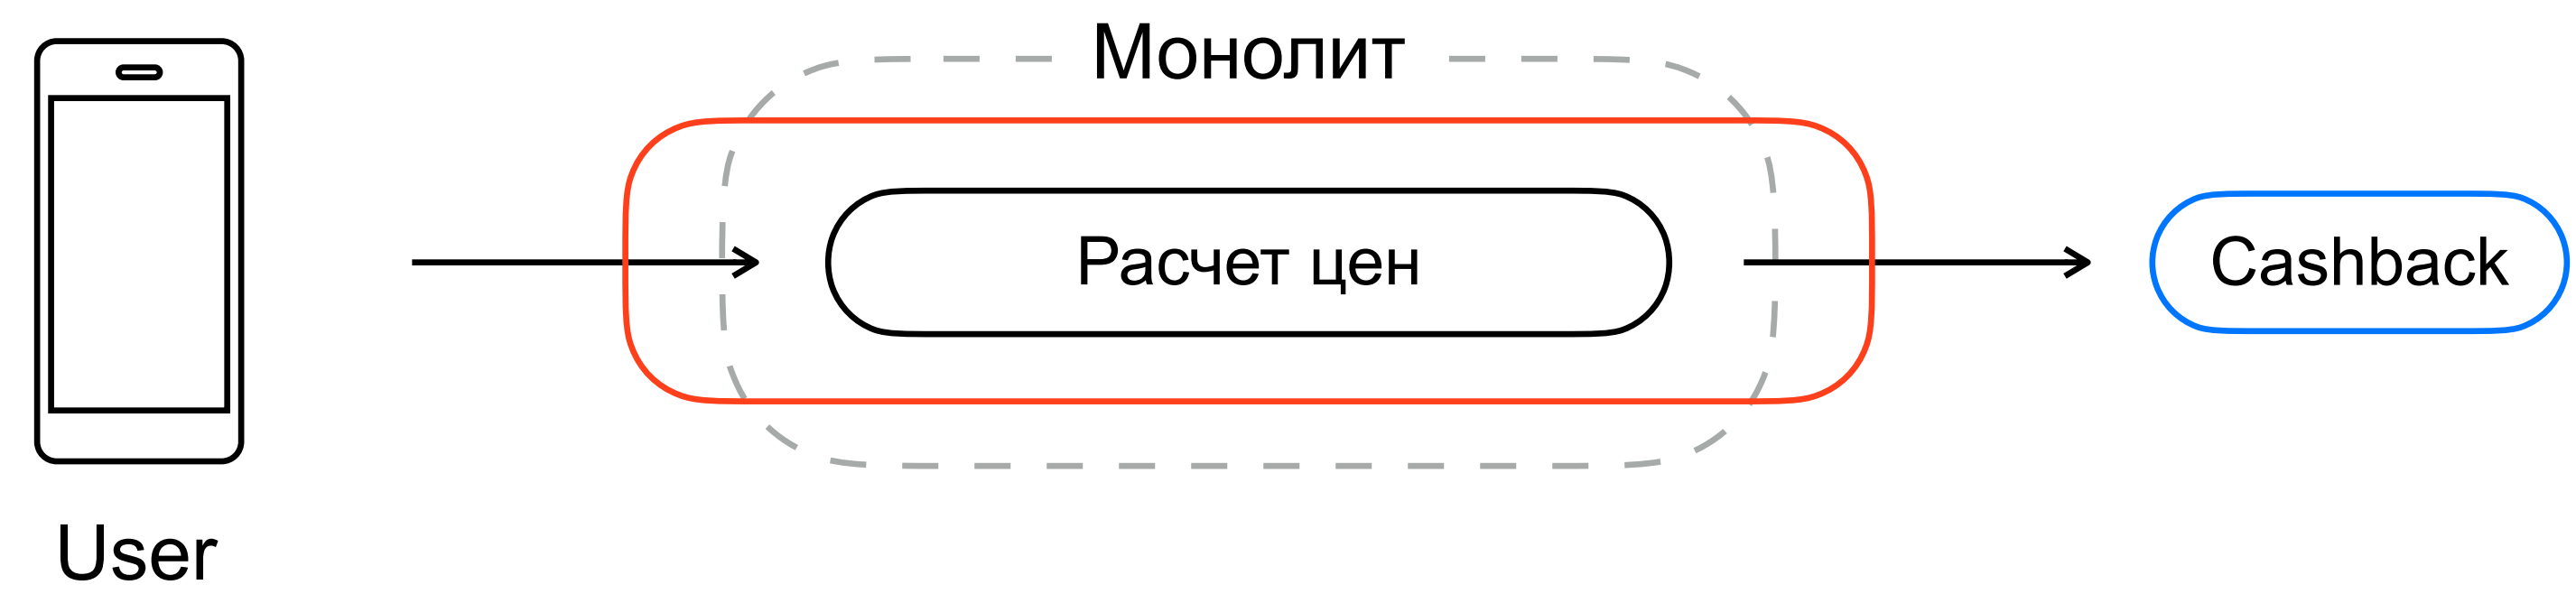 Монолит
Расчет цен
Cashback
User